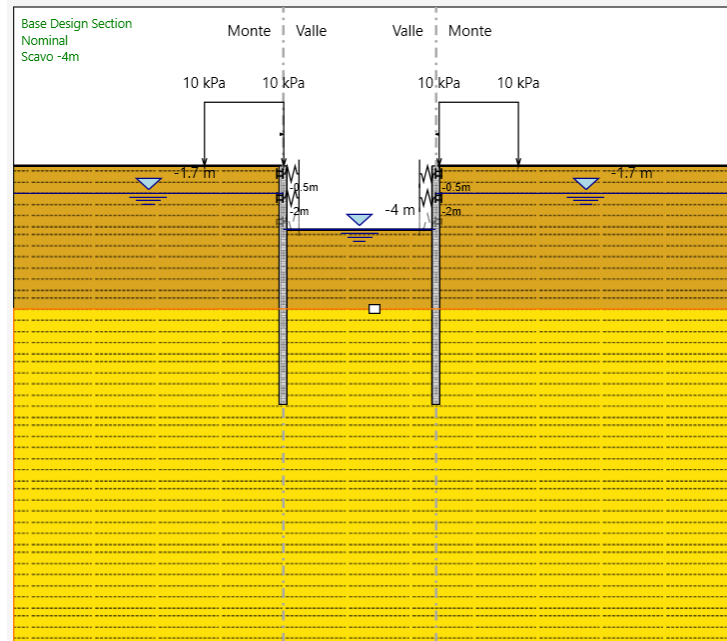 Base Design Section
Nominal
Scavo -4m
Monte Valle Valle Monte
10 kPa 10 kPa 10 kPa 10 kPa
-1.7 m -1.7 m
-0.5m -0.5m
-2m -4 m -2m